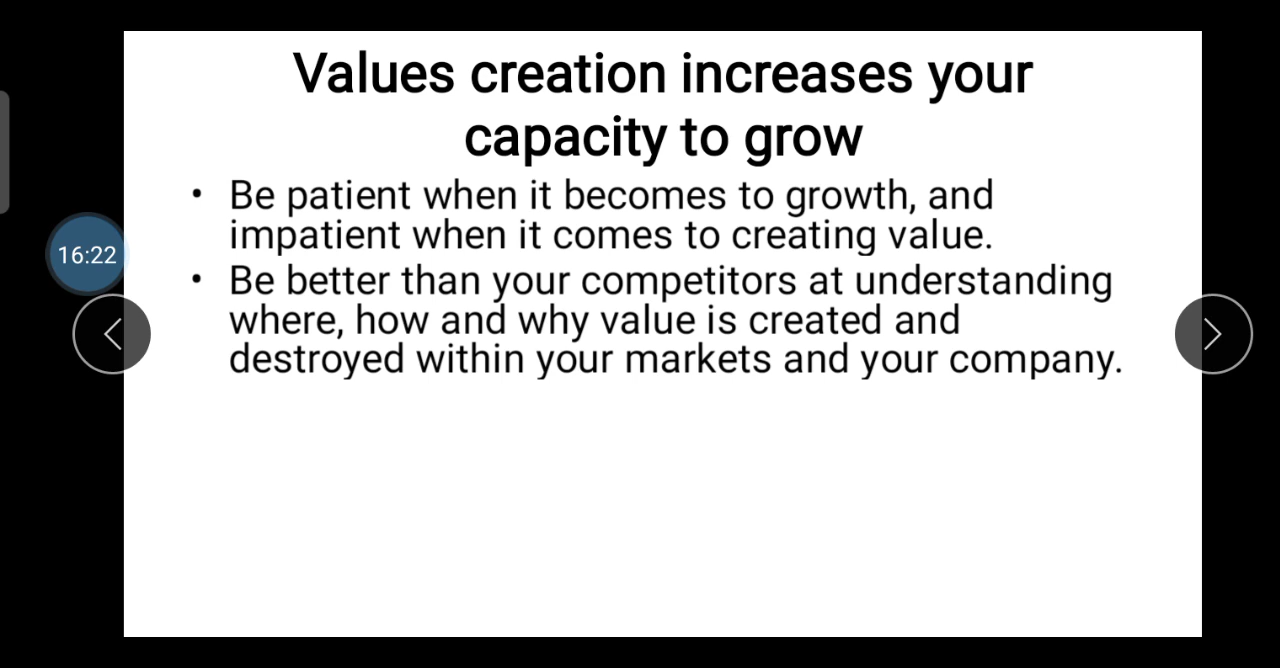 Values creation increases your
capacity to grow
• Be patient when it becomes to growth, and
impatient when it comes to creating value.
16:22
• Be better than your competitors at understanding
where, how and why value is created and
destroyed within your markets and your company.